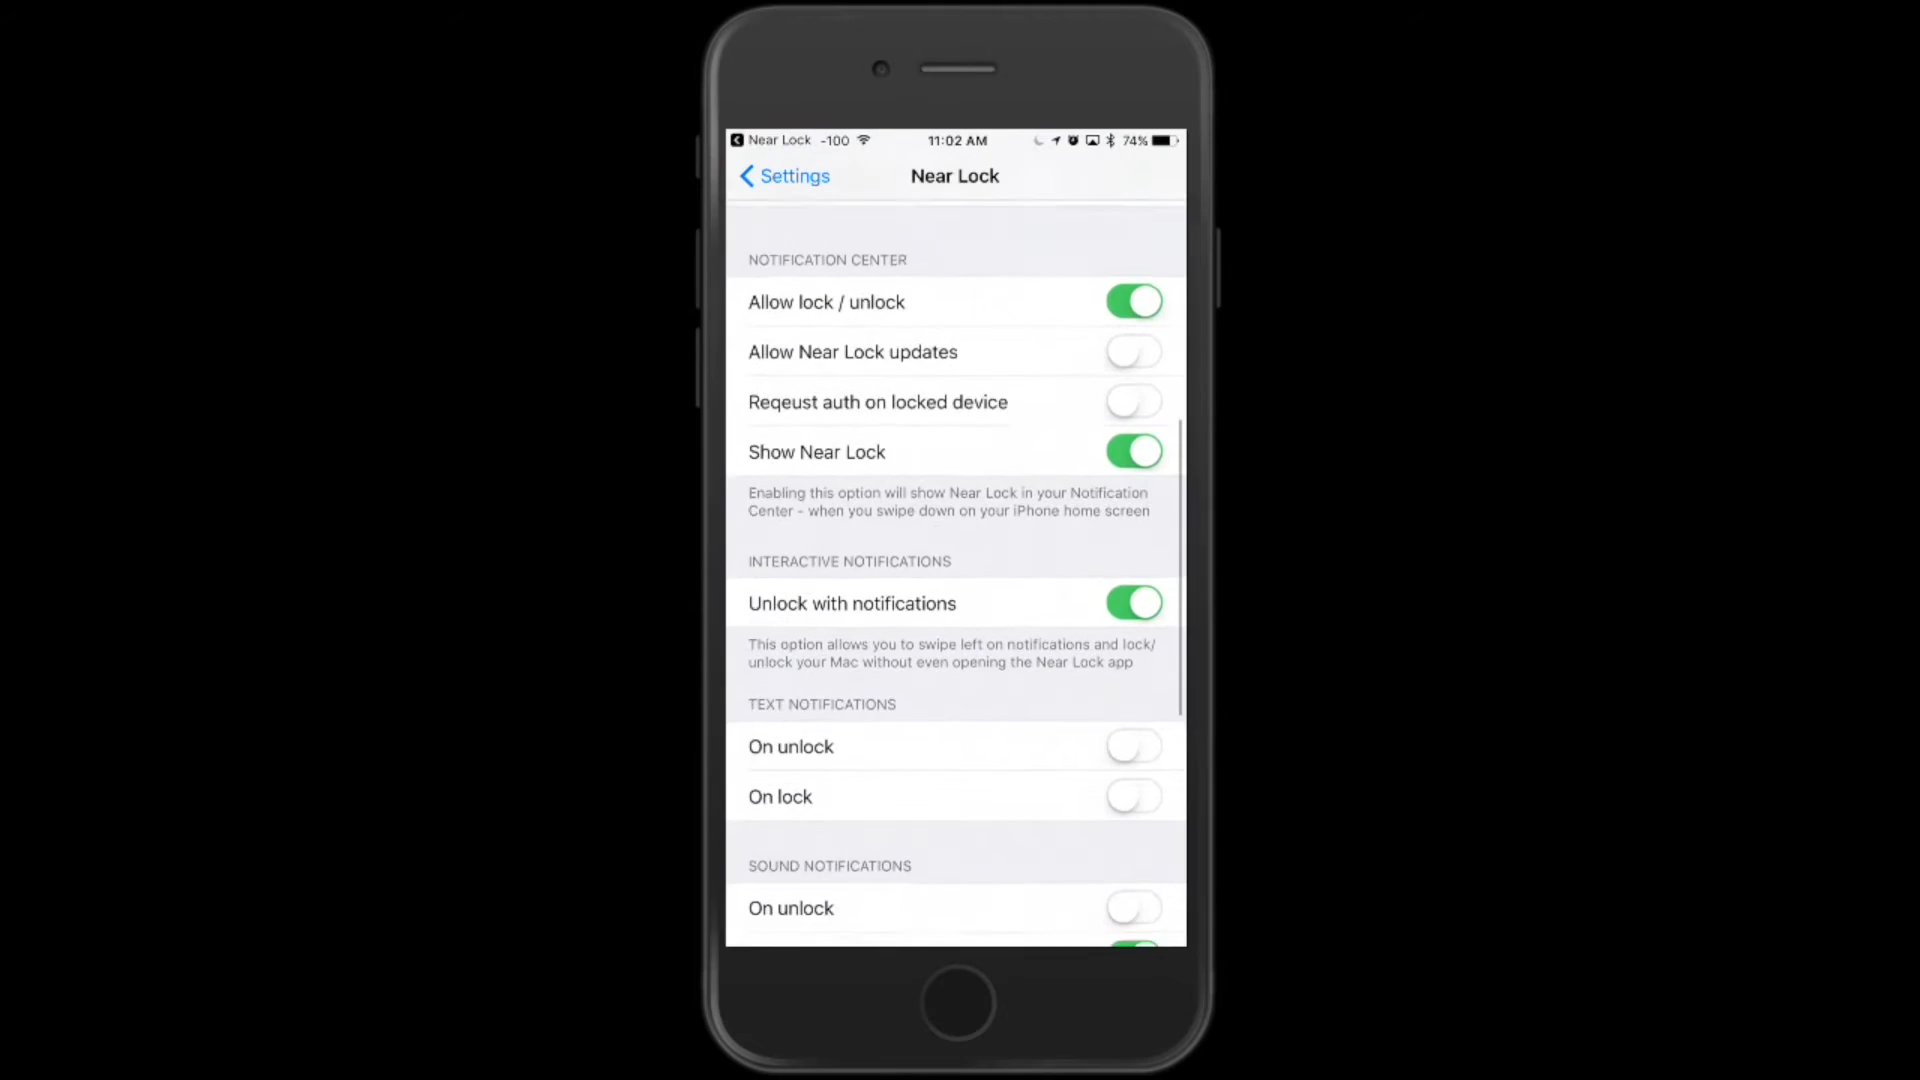 Near Lock -100 11:02 AM 74%
Settings Near Lock
NOTIFICATION CENTER
Allow lock / unlock
Allow Near Lock updates
Reqeust auth on locked device
Show Near Lock
Enabling this option will show Near Lock in your Notification
Center - when you swipe down on your iPhone home screen
INTERACTIVE NOTIFICATIONS
Unlock with notifications
This option allows you to swipe left on notifications and lock/
unlock your Mac without even opening the Near Lock app
TEXT NOTIFICATIONS
On unlock
On lock
SOUND NOTIFICATIONS
On unlock